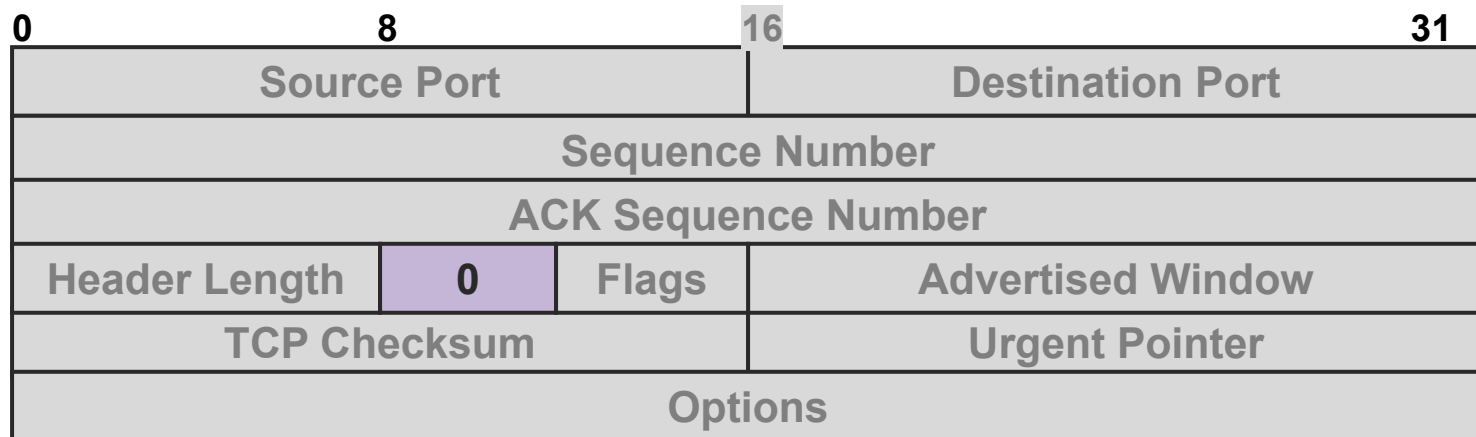 0 8 16 31
Source Port Destination Port
Sequence Number
ACK Sequence Number
Header Length 0 Flags Advertised Window
TCP Checksum Urgent Pointer
Options